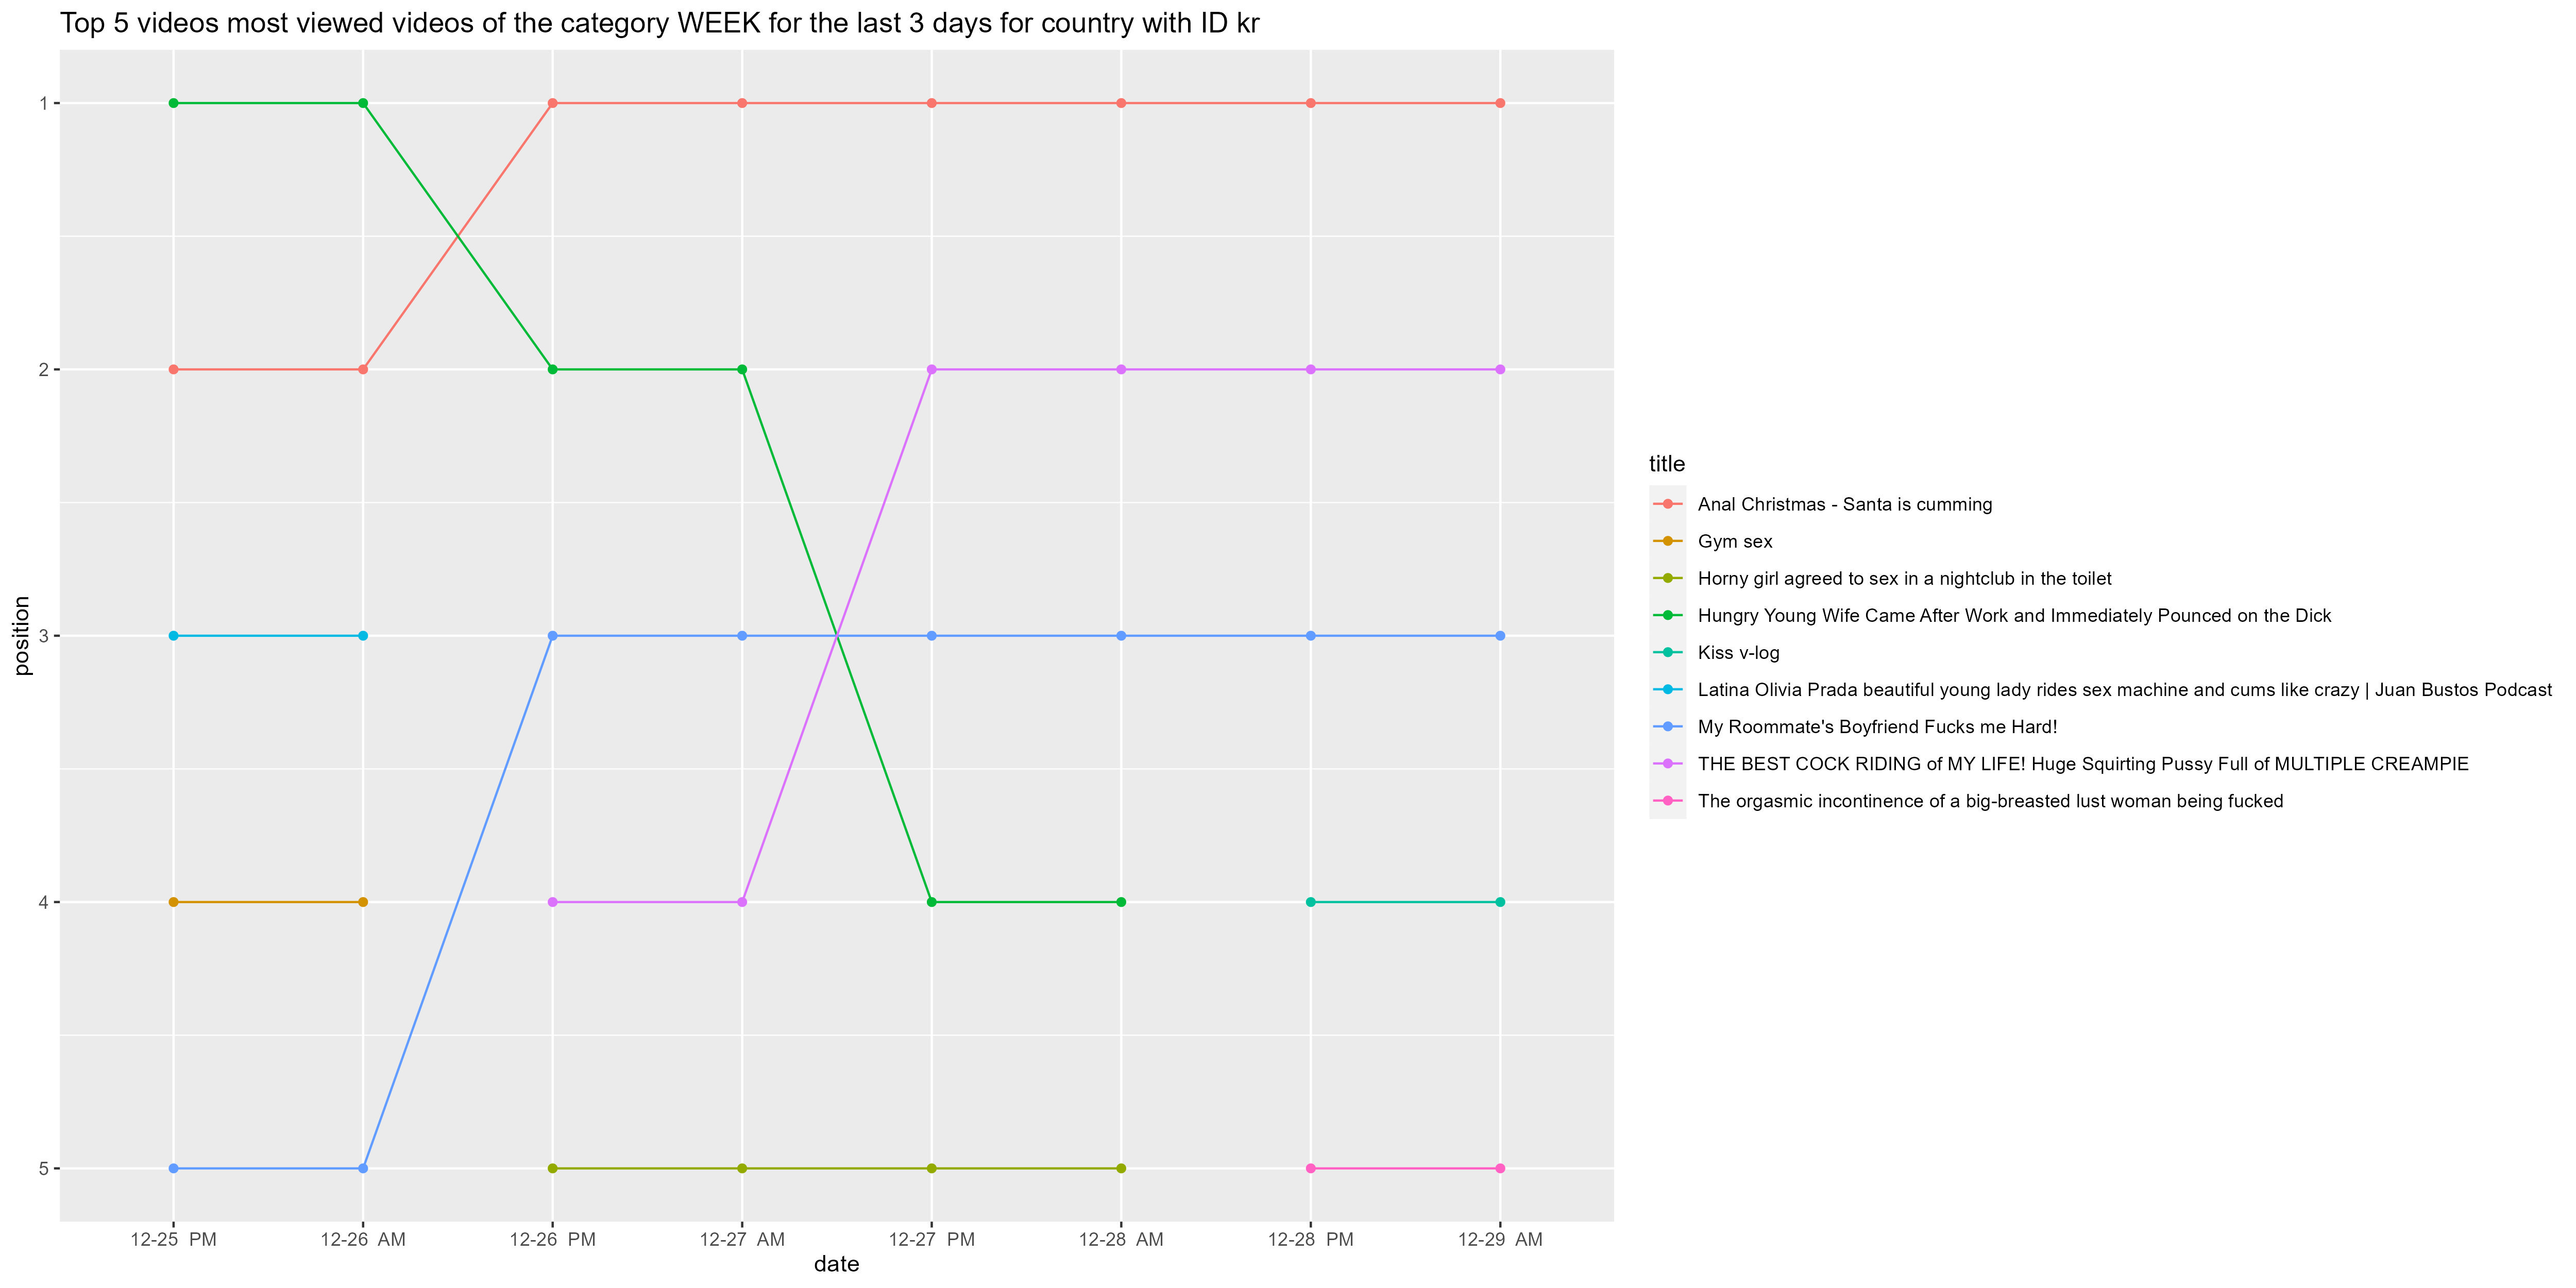 Top 5 videos most viewed videos of the category WEEK for the last 3 days for country with ID kr
position
1
2
3
4
5
12-25 PM
12-26 AM
12-26 PM
12-27 AM
12-27 PM
12-28 AM
12-28 PM
12-29 AM
date
title
Anal Christmas - Santa is cumming
Gym sex
Horny girl agreed to sex in a nightclub in the toilet
Hungry Young Wife Came After Work and Immediately Pounced on the Dick
Kiss v-log
Latina Olivia Prada beautiful young lady rides sex machine and cums like crazy | Juan Bustos Podcast
My Roommate's Boyfriend Fucks me Hard!
THE BEST COCK RIDING of MY LIFE! Huge Squirting Pussy Full of MULTIPLE CREAMPIE
The orgasmic incontinence of a big-breasted lust woman being fucked